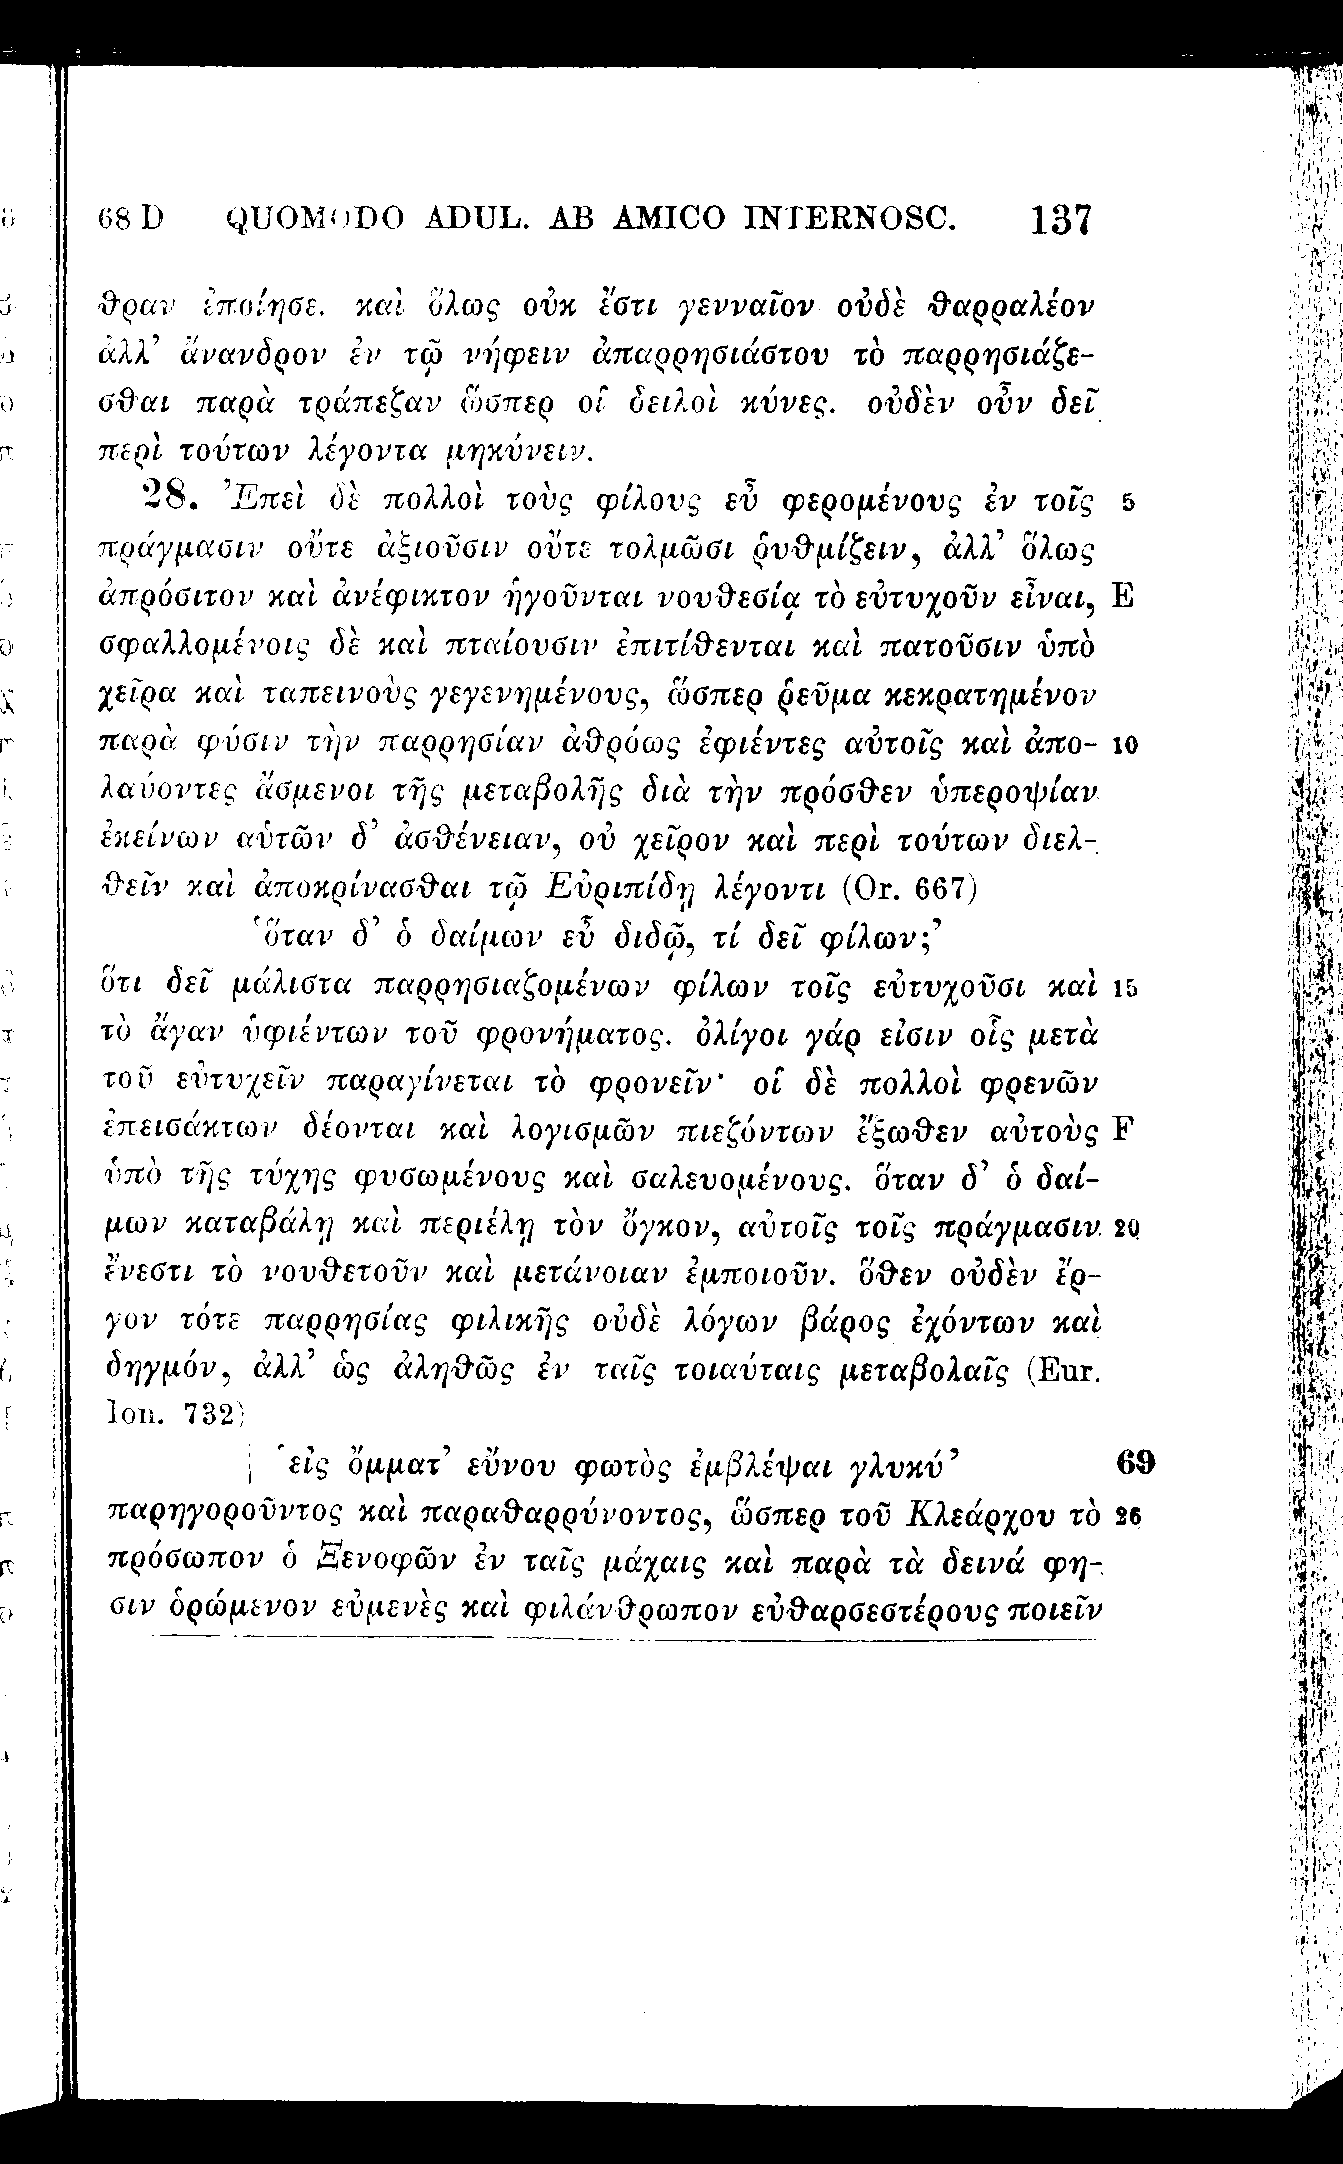 68 D QUOMODO ADUL. AB AMICO INTERNOSC. 137
θραν ἐποίησε. καὶ ὅλως οὐκ ἔστι γενναῖον οὐδὲ θαρραλέον
ἀλλ’ ἄνανδρον ἐν τῷ νήφειν ἀπαρρησιάστου τὸ παρρησιάζε-
σθαι παρὰ τράπεζαν ὥσπερ οἱ δειλοὶ κύνες. οὐδὲν οὖν δεῖ
περὶ τούτων λέγοντα μηκύνειν.
28. Ἐπεὶ δὲ πολλοὶ τοὺς φίλους εὖ φερομένους ἐν τοῖς 5
πράγμασιν οὔτε ἀξιοῦσιν οὔτε τολμῶσι ῥυθμίζειν, ἀλλ’ ὅλως
ἀπρόσιτον καὶ ἀνέφικτον ἡγοῦνται νουθεσίᾳ τὸ εὐτυχοῦν εἶναι, E
σφαλλομένοις δὲ καὶ πταίουσιν ἐπιτίθενται καὶ πατοῦσιν ὑπὸ
χεῖρα καὶ ταπεινοὺς γεγενημένους, ὥσπερ ῥεῦμα κεκρατημένον
παρὰ φύσιν τὴν παρρησίαν ἀθρόως ἐφιέντες αὐτοῖς καὶ ἀπο- 10
λαύοντες ἄσμενοι τῆς μεταβολῆς διὰ τὴν πρόσθεν ὑπεροψίαν
ἐκείνων αὑτῶν δ’ ἀσθένειαν, οὐ χεῖρον καὶ περὶ τούτων διελ-
θεῖν καὶ ἀποκρίνασθαι τῷ Εὐριπίδῃ λέγοντι (Or. 667)
‘ὅταν δ’ ὁ δαίμων εὖ διδῷ, τί δεῖ φίλων;’
ὅτι δεῖ μάλιστα παρρησιαζομένων φίλων τοῖς εὐτυχοῦσι καὶ 15
τὸ ἄγαν ὑφιέντων τοῦ φρονήματος. ὀλίγοι γάρ εἰσιν οἷς μετὰ
τοῦ εὐτυχεῖν παραγίνεται τὸ φρονεῖν· οἱ δὲ πολλοὶ φρενῶν
ἐπεισάκτων δέονται καὶ λογισμῶν πιεζόντων ἔξωθεν αὐτοὺς F
ὑπὸ τῆς τύχης φυσωμένους καὶ σαλευομένους. ὅταν δ’ ὁ δαί-
μων καταβάλῃ καὶ περιέλῃ τὸν ὄγκον, αὐτοῖς τοῖς πράγμασιν 20
ἔνεστι τὸ νουθετοῦν καὶ μετάνοιαν ἐμποιοῦν. ὅθεν οὐδὲν ἔρ-
γον τότε παρρησίας φιλικῆς οὐδὲ λόγων βάρος ἐχόντων καὶ
δηγμόν, ἀλλ’ ὡς ἀληθῶς ἐν ταῖς τοιαύταις μεταβολαῖς (Eur.
Ion. 732)
| ‘εἰς ὄμματ’ εὔνου φωτὸς ἐμβλέψαι γλυκύ’ 69
παρηγοροῦντος καὶ παραθαρρύνοντος, ὥσπερ τοῦ Κλεάρχου τὸ 26
πρόσωπον ὁ Ξενοφῶν ἐν ταῖς μάχαις καὶ παρὰ τὰ δεινά φη-
σιν ὁρώμενον εὐμενὲς καὶ φιλάνθρωπον εὐθαρσεστέρους ποιεῖν